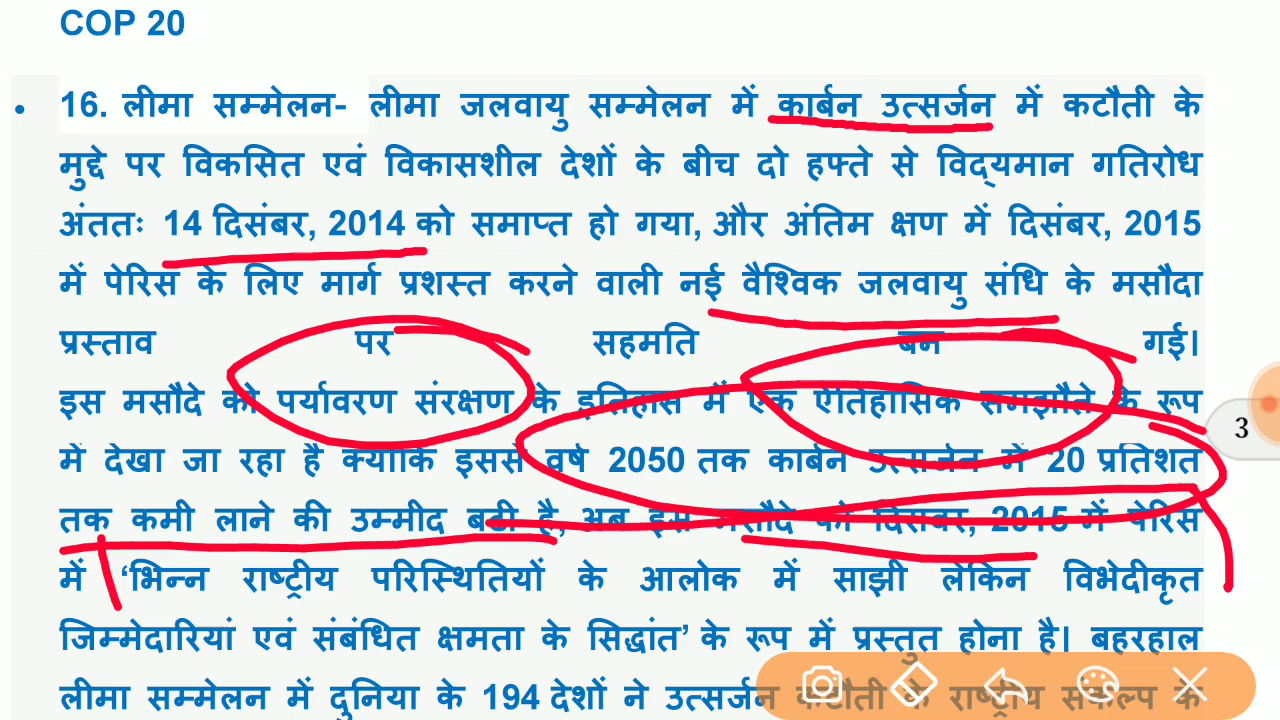 COP 20
• 16. लीमा सम्मेलन- लीमा जलवायु सम्मेलन में कार्बन उत्सर्जन में कटौती के
मुद्दे पर विकसित एवं विकासशील देशों के बीच दो हफ्ते से विद्यमान गतिरोध
अंततः 14 दिसंबर, 2014 को समाप्त हो गया, और अंतिम क्षण में दिसंबर, 2015
में पेरिस के लिए मार्ग प्रशस्त करने वाली नई वैश्विक जलवायु संधि के मसौदा
प्रस्ताव पर सहमति बन गई।
इस मसौदे को पर्यावरण संरक्षण के इतिहास में एक ऐतिहासिक समझौते के रूप
में देखा जा रहा है क्योंकि इससे वर्ष 2050 तक कार्बन उत्सर्जन में 20 प्रतिशत
तक कमी लाने की उम्मीद बढ़ी है, अब इस मसौदे को दिसंबर, 2015 में पेरिस
में ‘भिन्न राष्ट्रीय परिस्थितियों के आलोक में साझी लेकिन विभेदीकृत
जिम्मेदारियां एवं संबंधित क्षमता के सिद्धांत’ के रूप में प्रस्तुत होना है। बहरहाल
लीमा सम्मेलन में दुनिया के 194 देशों ने उत्सर्जन कटौती के राष्ट्रीय संकल्प के
3